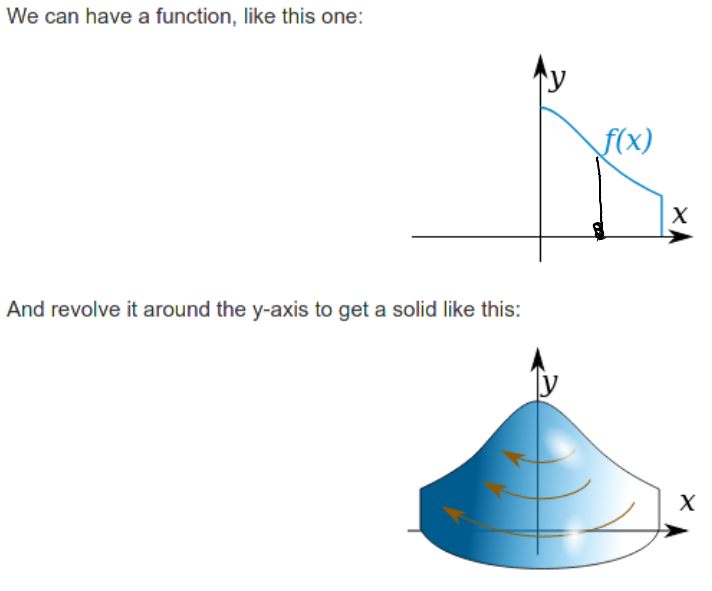 We can have a function, like this one:
y
f(x)
x
And revolve it around the y-axis to get a solid like this:
y
x